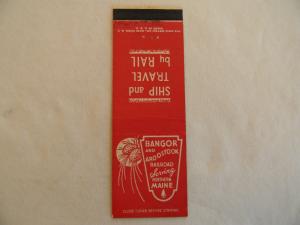 SHIP and
TRAVEL
by RAIL
BANGOR
AND
AROOSTOOK
RAILROAD
Serving
NORTHERN
MAINE
CLOSE COVER BEFORE STRIKING